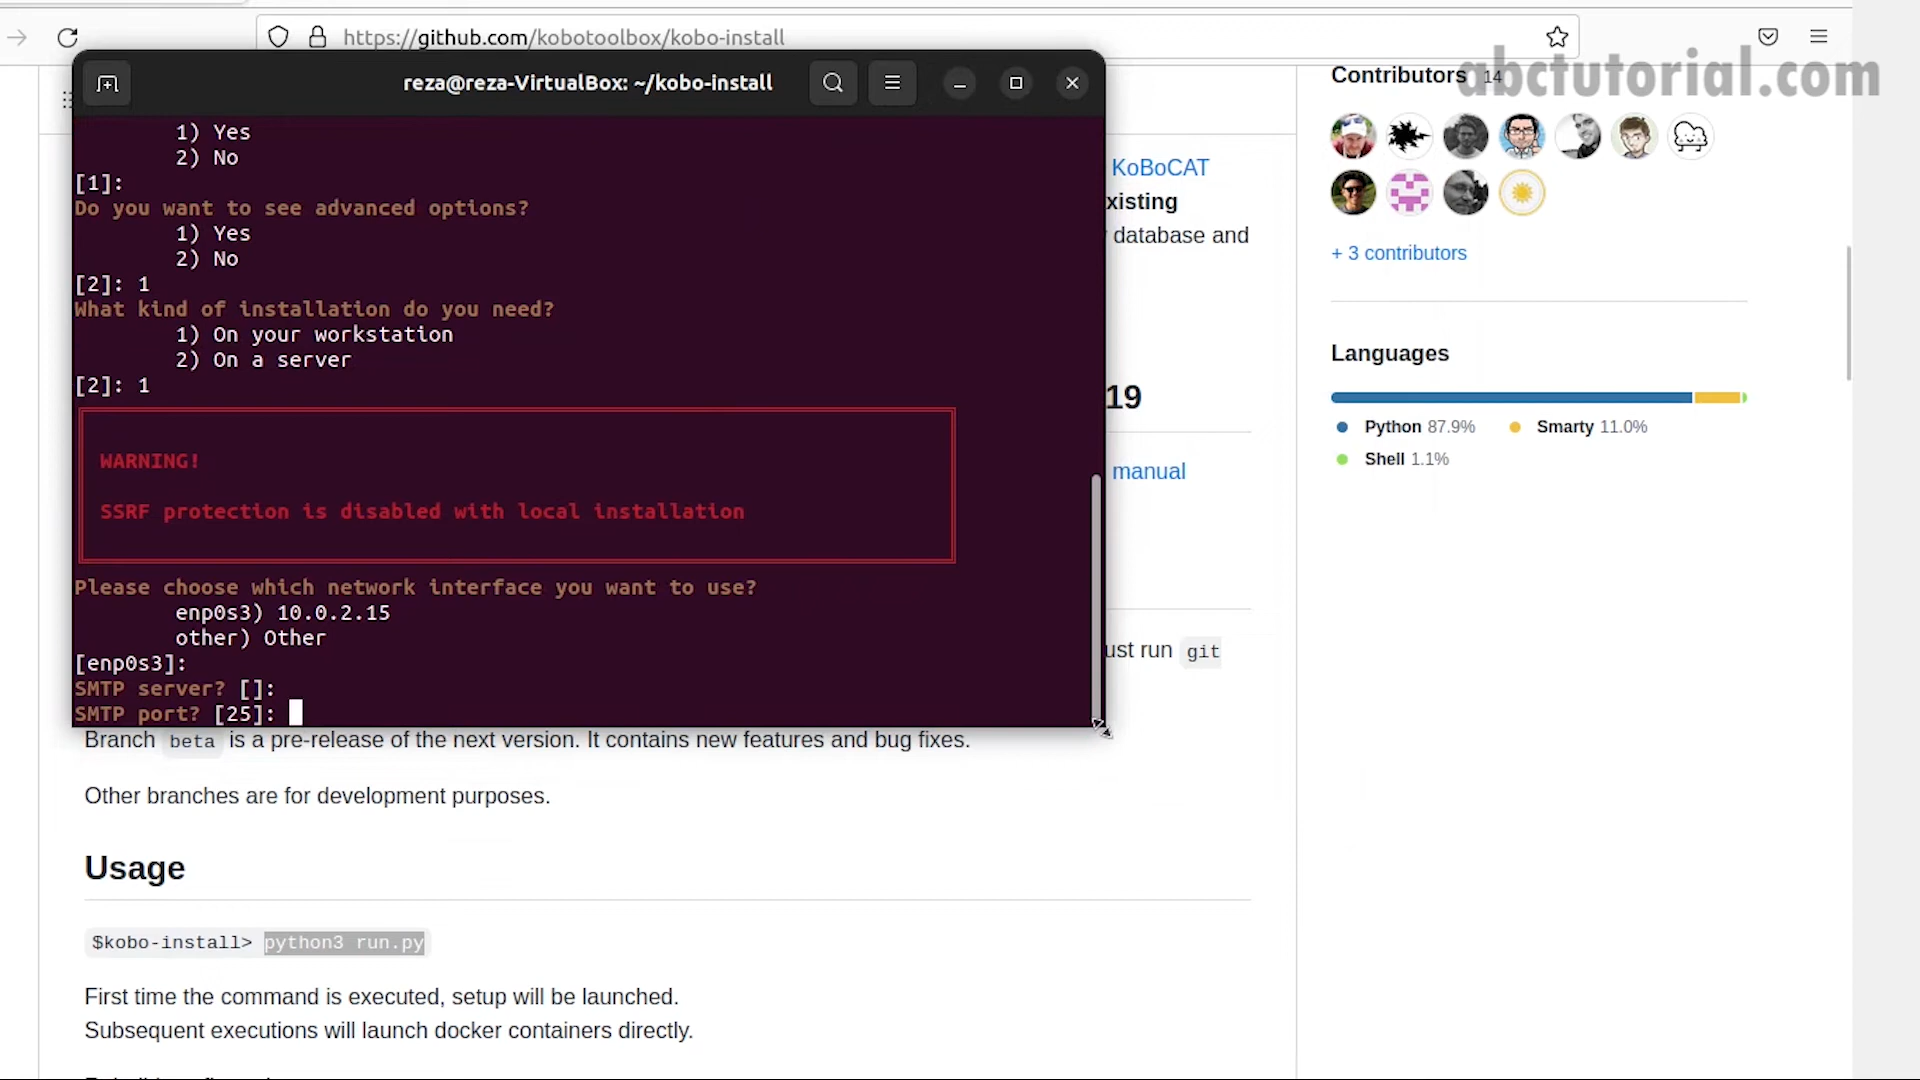 https://github.com/kobotoolbox/kobo-install
abctutorial.com
reza@reza-VirtualBox: ~/kobo-install
1) Yes
2) No
[1]:
Do you want to see advanced options?
1) Yes
2) No
[2]: 1
What kind of installation do you need?
1) On your workstation
2) On a server
[2]: 1
WARNING!
SSRF protection is disabled with local installation
Please choose which network interface you want to use?
enp0s3) 10.0.2.15
other) Other
[enp0s3]:
SMTP server? []:
SMTP port? [25]:
KoBoCAT
xisting
database and
19
manual
ust run git
Branch beta is a pre-release of the next version. It contains new features and bug fixes.
Other branches are for development purposes.
Usage
$kobo-install> python3 run.py
First time the command is executed, setup will be launched.
Subsequent executions will launch docker containers directly.
Contributors 14
+ 3 contributors
Languages
Python 87.9% Smarty 11.0%
Shell 1.1%